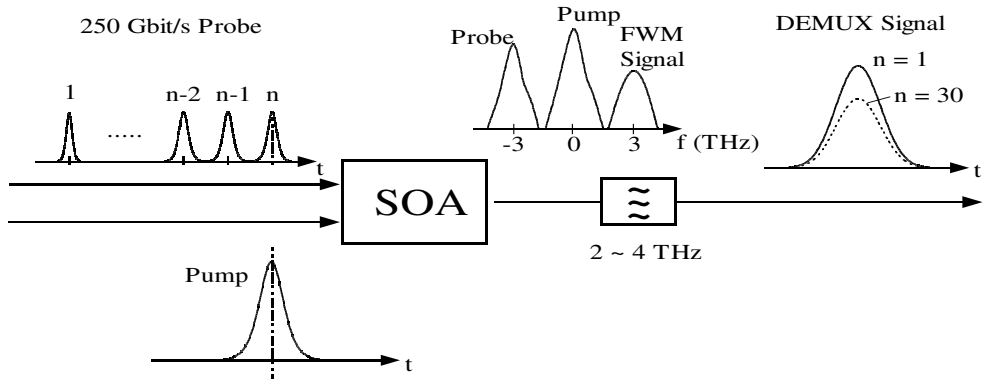 250 Gbit/s Probe
1
.....
n-2
n-1
n
t
Pump
Probe
FWM
Signal
-3
0
3
f (THz)
DEMUX Signal
n = 1
n = 30
t
SOA
2 ~ 4 THz
Pump
t